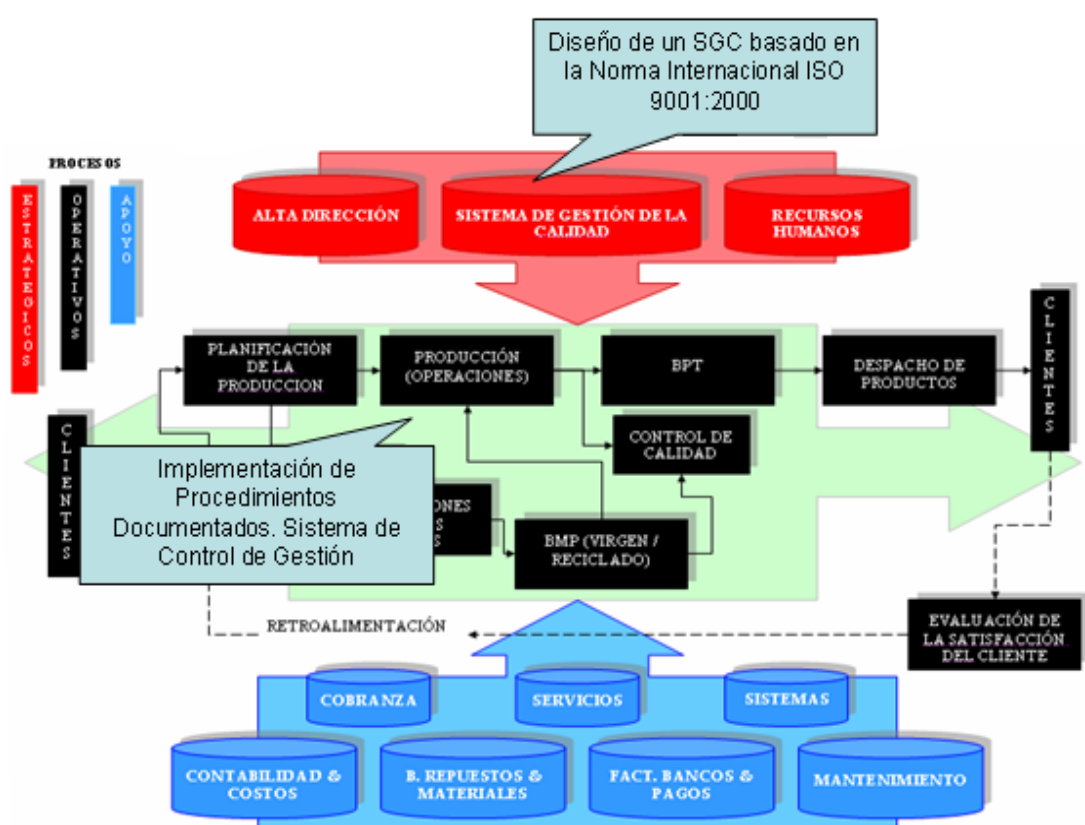 Diseño de un SGC basado en
la Norma Internacional ISO
9001:2000
PROCESOS
ESTRATEGICOS
OPERATIVOS
APOYO
ALTA DIRECCIÓN
SISTEMA DE GESTIÓN DE LA
CALIDAD
RECURSOS
HUMANOS
CLIENTES
PLANIFICACIÓN
DE LA
PRODUCCION
PRODUCCIÓN
(OPERACIONES)
BPT
DESPACHO DE
PRODUCTOS
CLIENTES
CONTROL DE
CALIDAD
Implementación de
Procedimientos
Documentados. Sistema de
Control de Gestión
BMP (VIRGEN /
RECICLADO)
RETROALIMENTACIÓN
EVALUACIÓN DE
LA SATISFACCIÓN
DEL CLIENTE
COBRANZA
SERVICIOS
SISTEMAS
CONTABILIDAD &
COSTOS
B. REPUESTOS &
MATERIALES
FACT. BANCOS &
PAGOS
MANTENIMIENTO